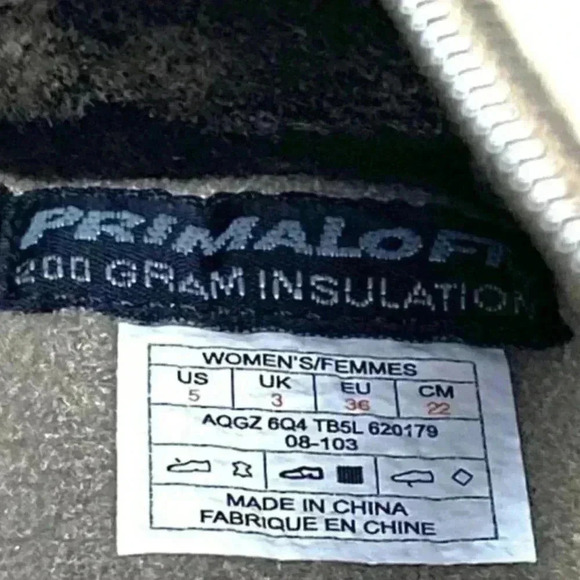 PRIMALOFT
200 GRAM INSULATION
WOMEN'S/FEMMES
US UK EU CM
5 3 36 22
AQGZ 6Q4 TB5L 620179
08-103
MADE IN CHINA
FABRIQUE EN CHINE